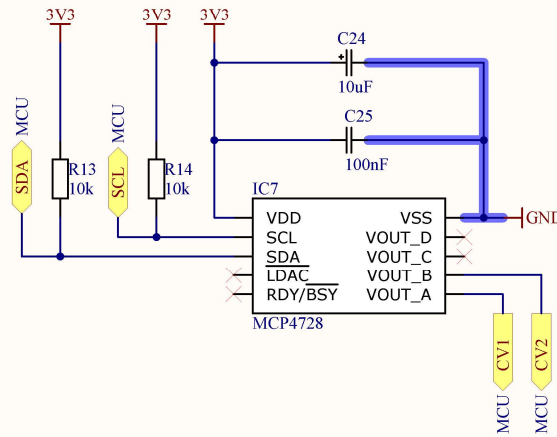 3V3 3V3 3V3
C24
10uF
MCU MCU
C25
100nF
SDA SCL
R13 R14
10k 10k
IC7
VDD VSS GND
SCL VOUT_D
SDA VOUT_C
LDAC VOUT_B
RDY/BSY VOUT_A
MCP4728
CV1 CV2
MCU MCU